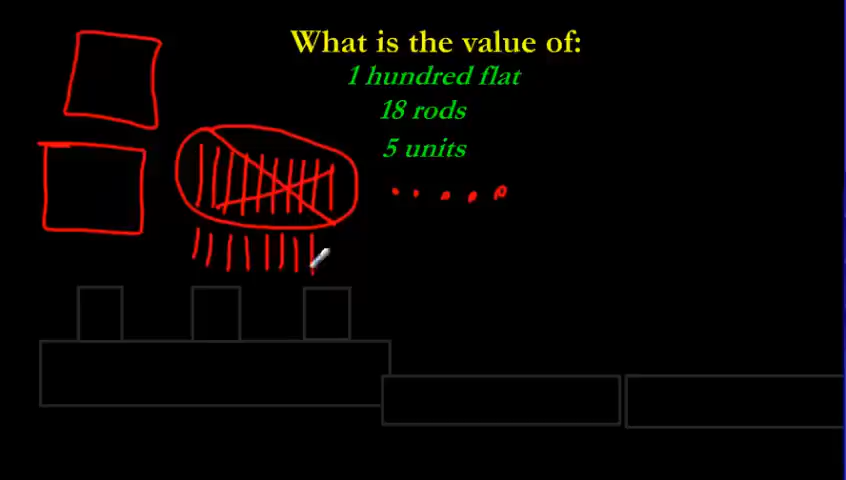 What is the value of:
1 hundred flat
18 rods
5 units